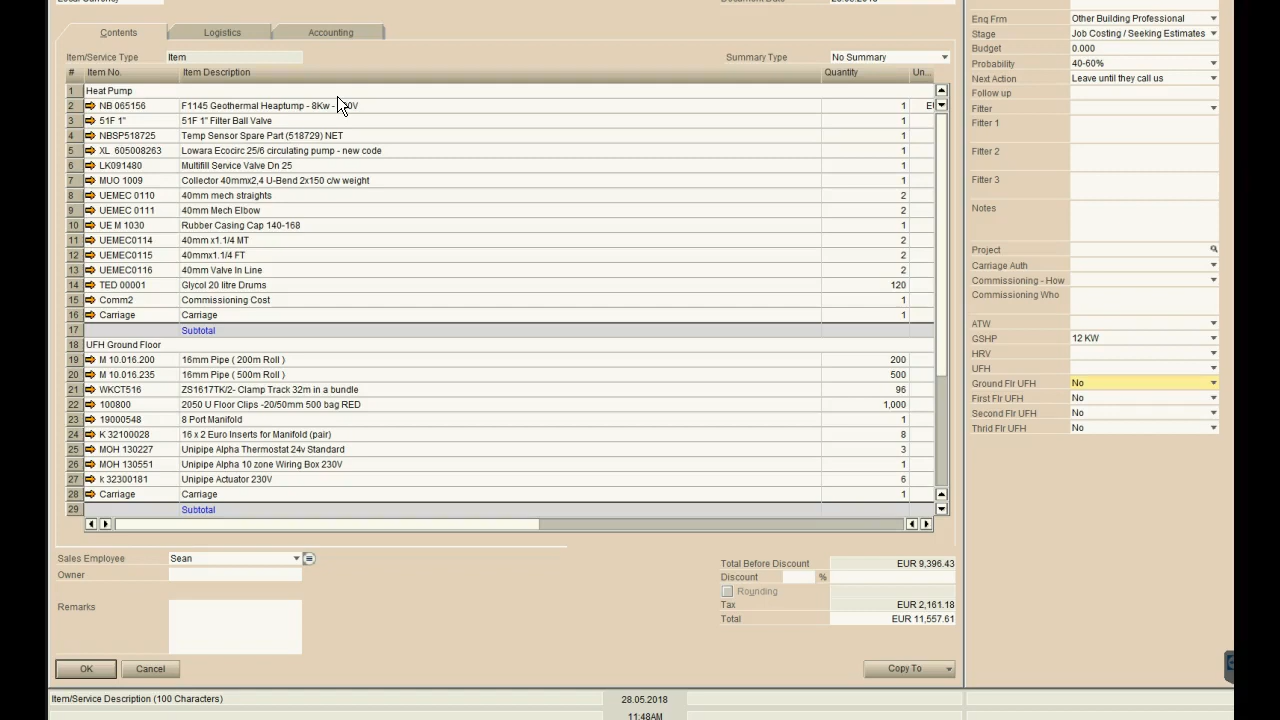 Contents Logistics Accounting
Item/Service Type Item Summary Type No Summary
# Item No. Item Description Quantity Un...
1 Heat Pump
2 NB 065156 F1145 Geothermal Heaptump - 8Kw - 0V 1 EU
3 51F 1" 51F 1" Filter Ball Valve 1
4 NBSP518725 Temp Sensor Spare Part (518729) NET 1
5 XL 605008263 Lowara Ecocirc 25/6 circulating pump - new code 1
6 LK091480 Multifill Service Valve Dn 25 1
7 MUO 1009 Collector 40mmx2,4 U-Bend 2x150 c/w weight 1
8 UEMEC 0110 40mm mech straights 2
9 UEMEC 0111 40mm Mech Elbow 2
10 UE M 1030 Rubber Casing Cap 140-168 1
11 UEMEC0114 40mm x1.1/4 MT 2
12 UEMEC0115 40mmx1.1/4 FT 2
13 UEMEC0116 40mm Valve In Line 2
14 TED 00001 Glycol 20 litre Drums 120
15 Comm2 Commissioning Cost 1
16 Carriage Carriage 1
17 Subtotal
18 UFH Ground Floor
19 M 10.016.200 16mm Pipe ( 200m Roll ) 200
20 M 10.016.235 16mm Pipe ( 500m Roll ) 500
21 WKCT516 ZS1617TK/2- Clamp Track 32m in a bundle 96
22 100800 2050 U Floor Clips -20/50mm 500 bag RED 1,000
23 19000548 8 Port Manifold 1
24 K 32100028 16 x 2 Euro Inserts for Manifold (pair) 8
25 MOH 130227 Unipipe Alpha Thermostat 24v Standard 3
26 MOH 130551 Unipipe Alpha 10 zone Wiring Box 230V 1
27 k 32300181 Unipipe Actuator 230V 6
28 Carriage Carriage 1
29 Subtotal
Sales Employee Sean
Owner
Remarks
Total Before Discount EUR 9,396.43
Discount %
Rounding
Tax EUR 2,161.18
Total EUR 11,557.61
OK Cancel Copy To
Item/Service Description (100 Characters) 28.05.2018
11:48AM
Enq Frm Other Building Professional
Stage Job Costing / Seeking Estimates
Budget 0.000
Probability 40-60%
Next Action Leave until they call us
Follow up
Fitter
Fitter 1
Fitter 2
Fitter 3
Notes
Project
Carriage Auth
Commissioning - How
Commissioning Who
ATW
GSHP 12 KW
HRV
UFH
Ground Flr UFH No
First Flr UFH No
Second Flr UFH No
Thrid Flr UFH No